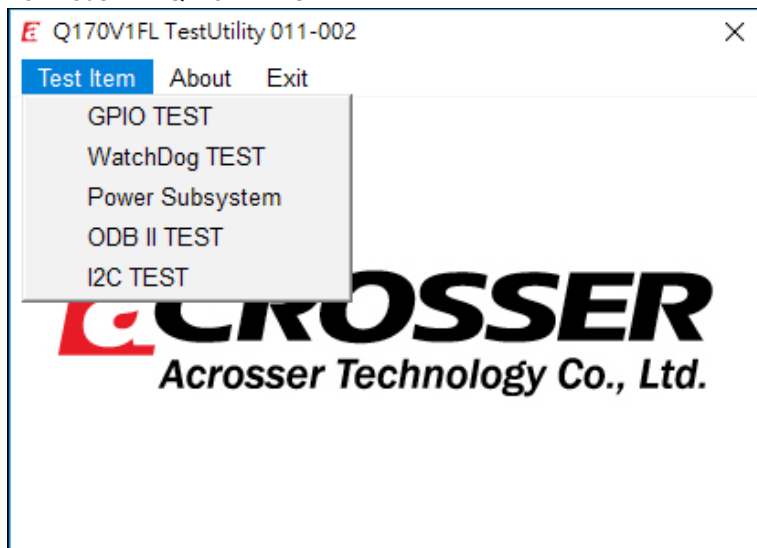 Q170V1FL TestUtility 011-002
Test Item About Exit
GPIO TEST
WatchDog TEST
Power Subsystem
ODB II TEST
I2C TEST
aCROSSER
Acrosser Technology Co., Ltd.